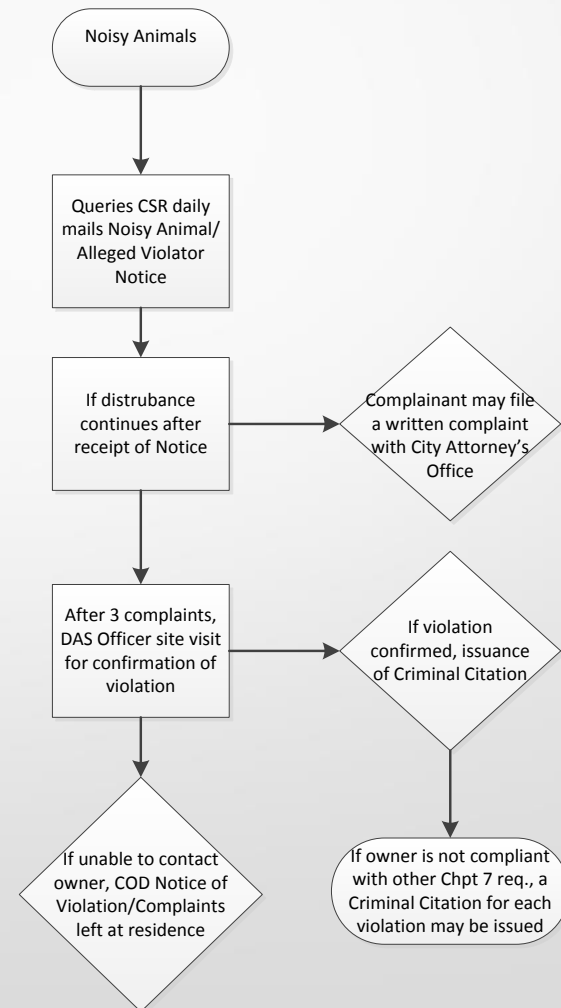 Noisy Animals
Queries CSR daily
mails Noisy Animal/
Alleged Violator
Notice
If distrubance
continues after
receipt of Notice
Complainant may file
a written complaint
with City Attorney's
Office
After 3 complaints,
DAS Officer site visit
for confirmation of
violation
If violation
confirmed, issuance
of Criminal Citation
If unable to contact
owner, COD Notice of
Violation/Complaints
left at residence
If owner is not compliant
with other Chpt 7 req., a
Criminal Citation for each
violation may be issued